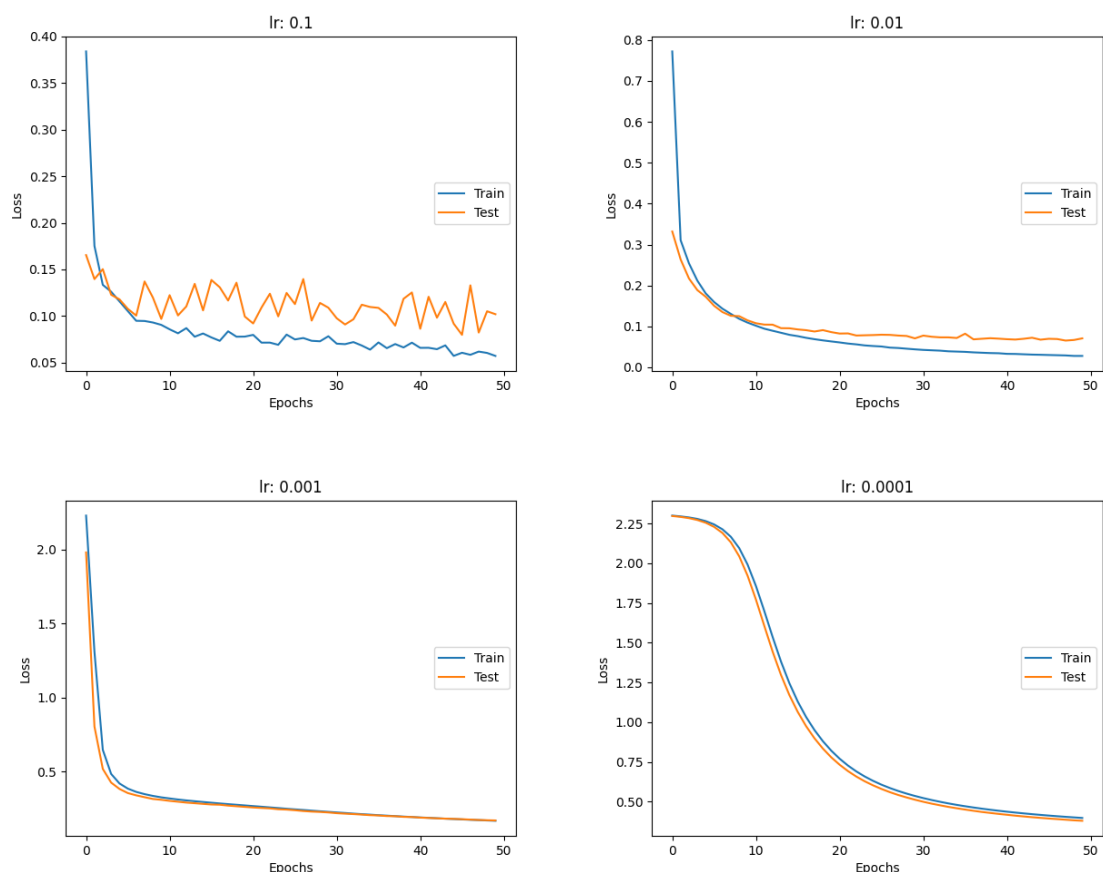 lr: 0.1
0.40
0.35
0.30
0.25
0.20
0.15
0.10
0.05
Loss
Train
Test
0 10 20 30 40 50
Epochs
lr: 0.01
0.8
0.7
0.6
0.5
0.4
0.3
0.2
0.1
0.0
Loss
Train
Test
0 10 20 30 40 50
Epochs
lr: 0.001
2.0
1.5
1.0
0.5
Loss
Train
Test
0 10 20 30 40 50
Epochs
lr: 0.0001
2.25
2.00
1.75
1.50
1.25
1.00
0.75
0.50
Loss
Train
Test
0 10 20 30 40 50
Epochs